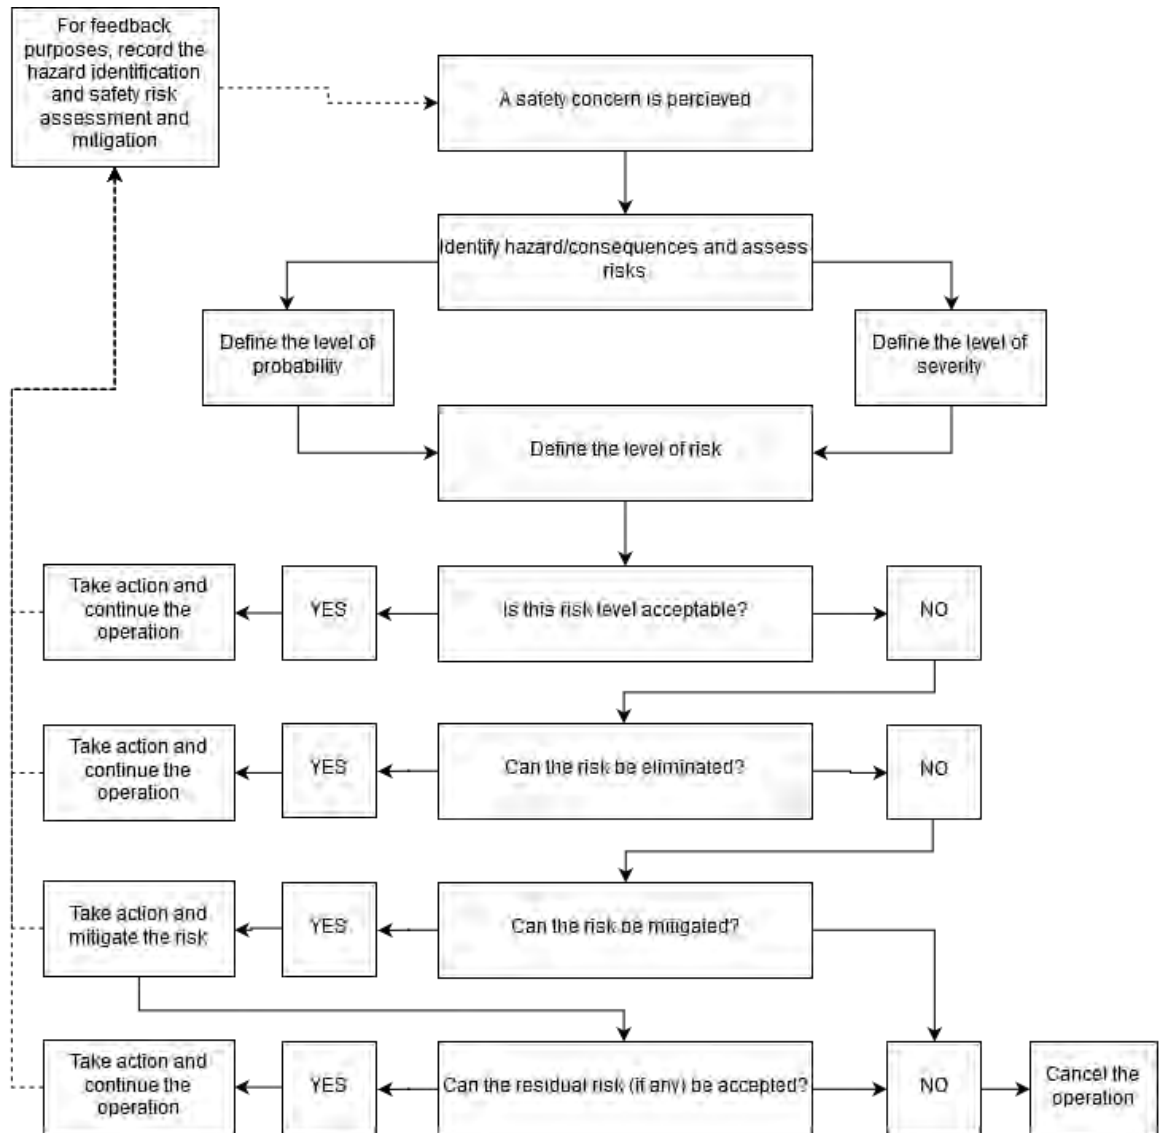 For feedback
purposes, record the
hazard identification
and safety risk
assessment and
mitigation
A safety concern is percieved
Identify hazard/consequences and assess
risks
Define the level of
probability
Define the level of
severity
Define the level of risk
Take action and
continue the
operation
YES
Is this risk level acceptable?
NO
Take action and
continue the
operation
YES
Can the risk be eliminated?
NO
Take action and
mitigate the risk
YES
Can the risk be mitigated?
Take action and
continue the
operation
YES
Can the residual risk (if any) be accepted?
NO
Cancel the
operation